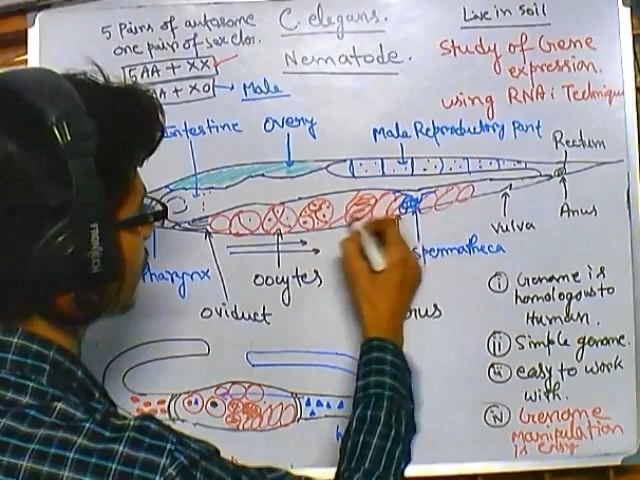 5 Pairs of autosome
one pair of sex chr.
5AA + XX
AA + XO
Male
C. elegans.
Nematode.
Live in soil
Study of Gene
expression.
using RNAi Technique
Intestine
overy
Male Reproductory part
Rectum
Anus
Vulva
spermatheca
Pharynx
oviduct
oocytes
rus
i Genome is
homologous to
Human.
ii Simple genome.
iii easy to work
with.
iv Genome
manipulation
is easy